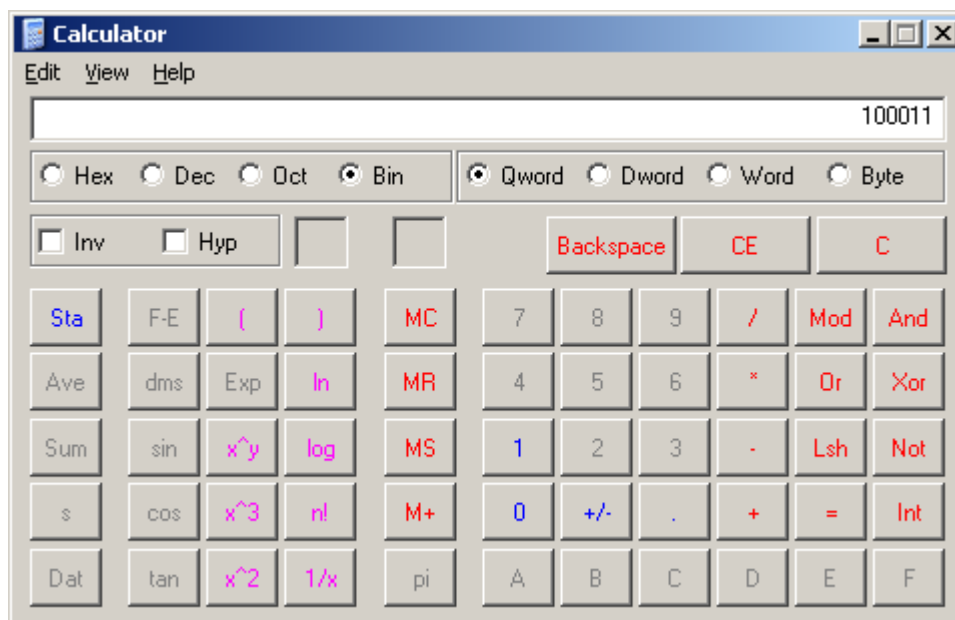 Calculator
Edit View Help
100011
Hex Dec Oct Bin Qword Dword Word Byte
Inv Hyp Backspace CE C
Sta F-E ( ) MC 7 8 9 / Mod And
Ave dms Exp ln MR 4 5 6 * Or Xor
Sum sin x^y log MS 1 2 3 - Lsh Not
s cos x^3 n! M+ 0 +/- . + = Int
Dat tan x^2 1/x pi A B C D E F